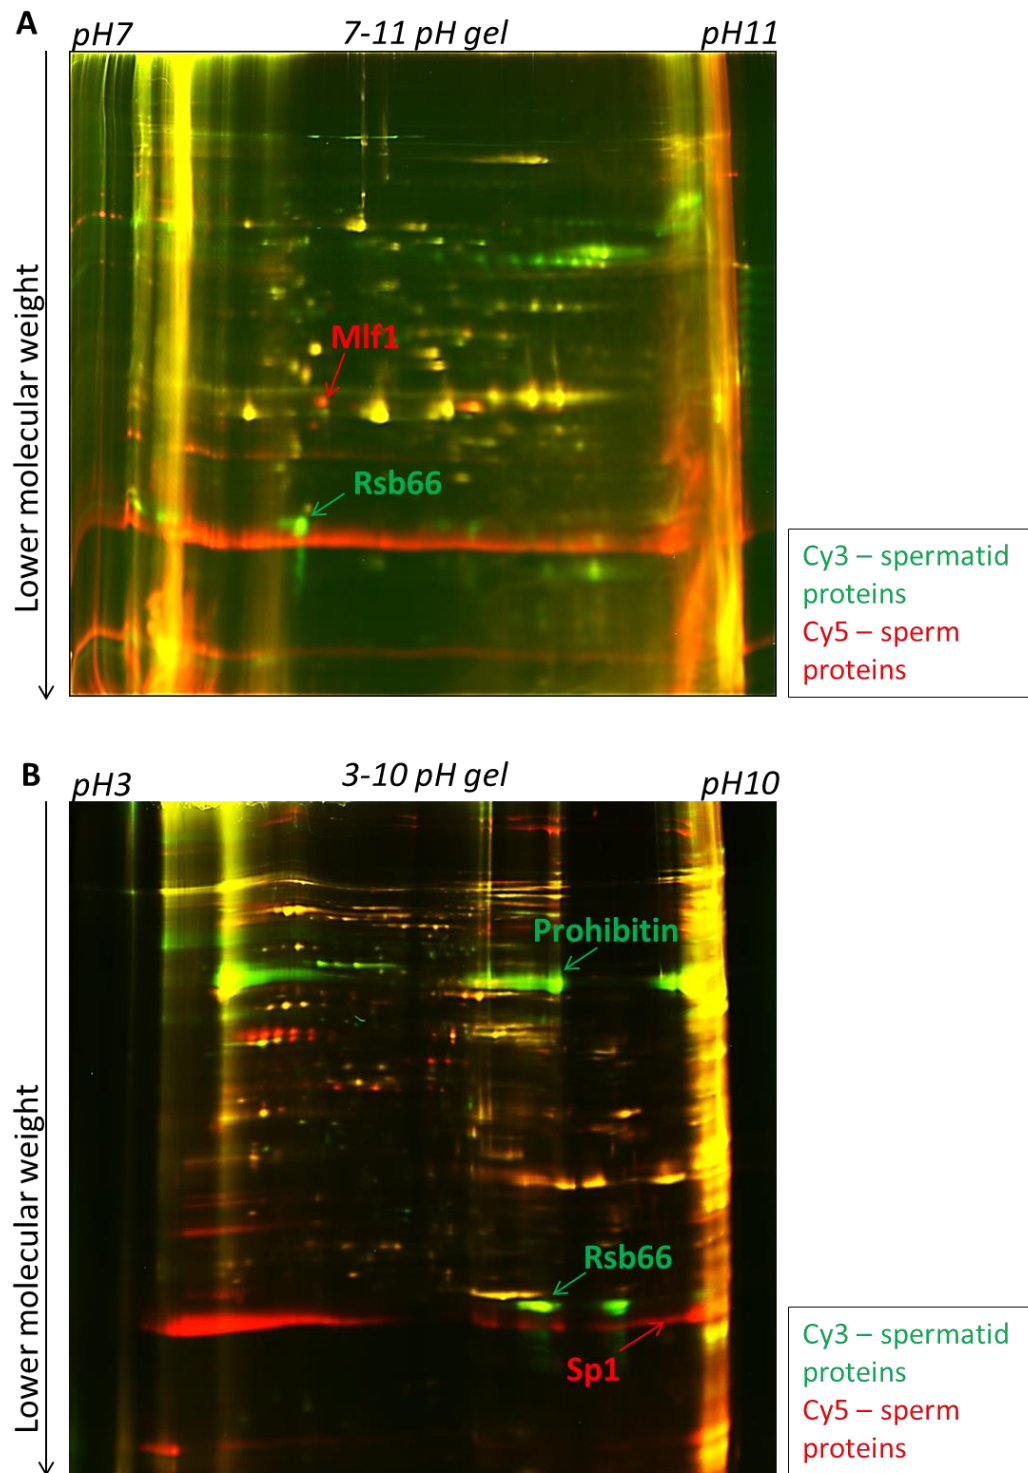 A
pH7
7-11 pH gel
pH11
Lower molecular weight
Mlf1
Rsb66
Cy3 – spermatid
proteins
Cy5 – sperm
proteins
B
pH3
3-10 pH gel
pH10
Lower molecular weight
Prohibitin
Rsb66
Sp1
Cy3 – spermatid
proteins
Cy5 – sperm
proteins